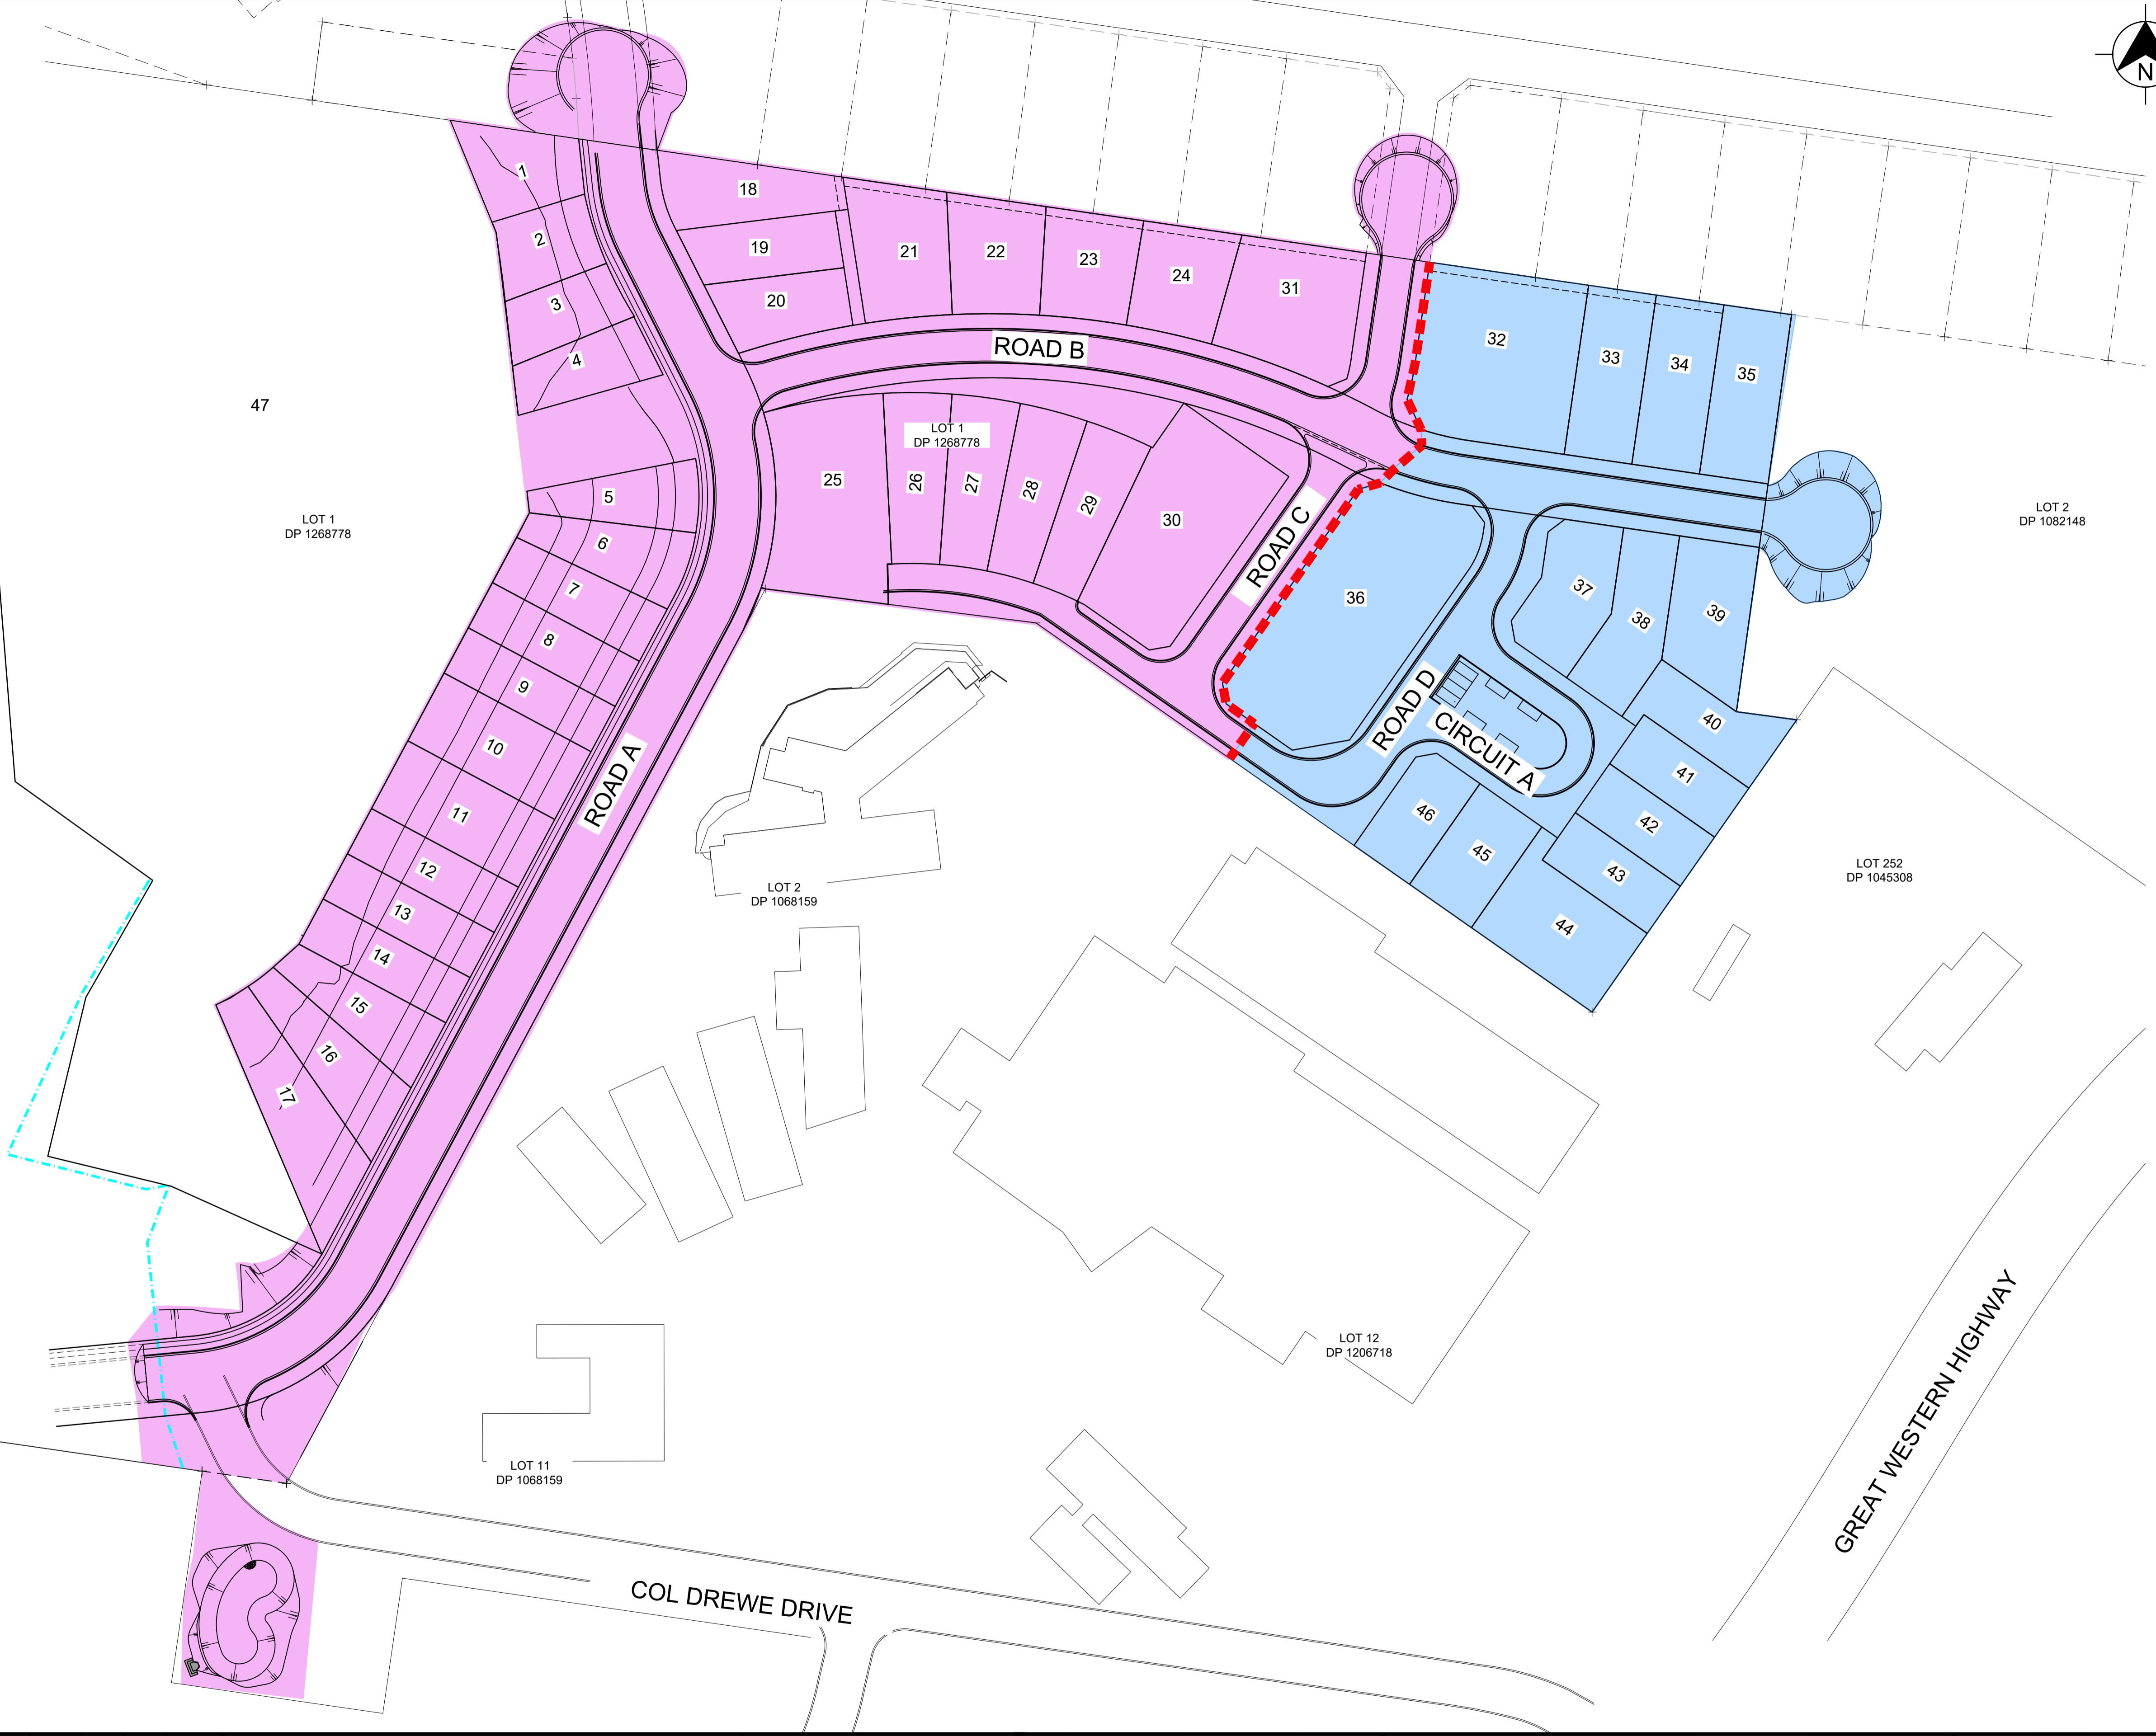 N
1
18
2
19
21
22
23
24
3
20
31
32
ROAD B
33
34
35
4
47
LOT 1
DP 1268778
25
26
27
28
29
5
30
LOT 2
DP 1082148
LOT 1
DP 1268778
6
ROAD C
7
36
37
38
39
8
9
ROAD D
40
10
CIRCUIT A
41
ROAD A
11
46
42
12
45
43
LOT 252
DP 1045308
13
LOT 2
DP 1068159
44
14
15
16
17
LOT 12
DP 1206718
GREAT WESTERN HIGHWAY
LOT 11
DP 1068159
COL DREWE DRIVE